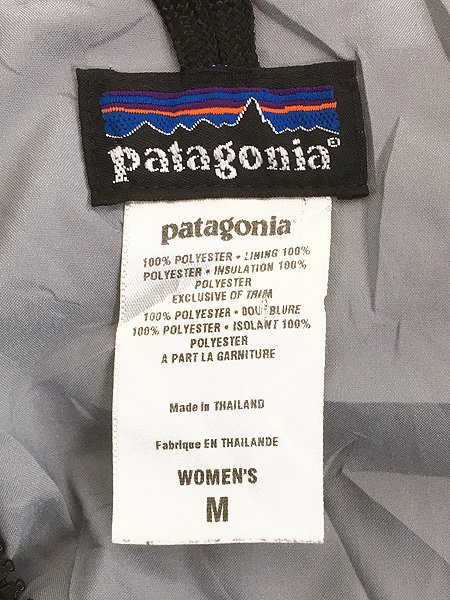 patagonia®
patagonia
100% POLYESTER • LINING 100%
POLYESTER • INSULATION 100%
POLYESTER
EXCLUSIVE OF TRIM
100% POLYESTER • DOUBLURE
100% POLYESTER • ISOLANT 100%
POLYESTER
A PART LA GARNITURE
Made in THAILAND
Fabrique EN THAILANDE
WOMEN'S
M